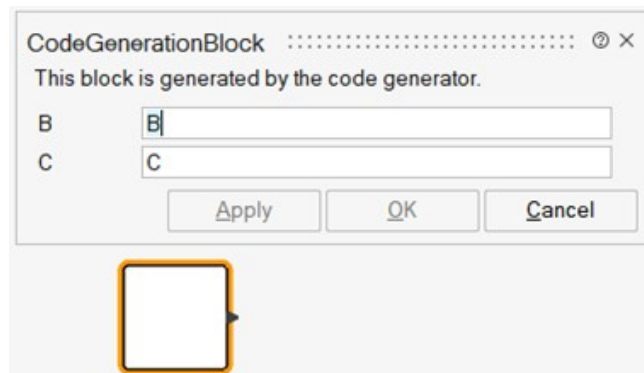 CodeGenerationBlock
This block is generated by the code generator.
B B
C C
Apply OK Cancel